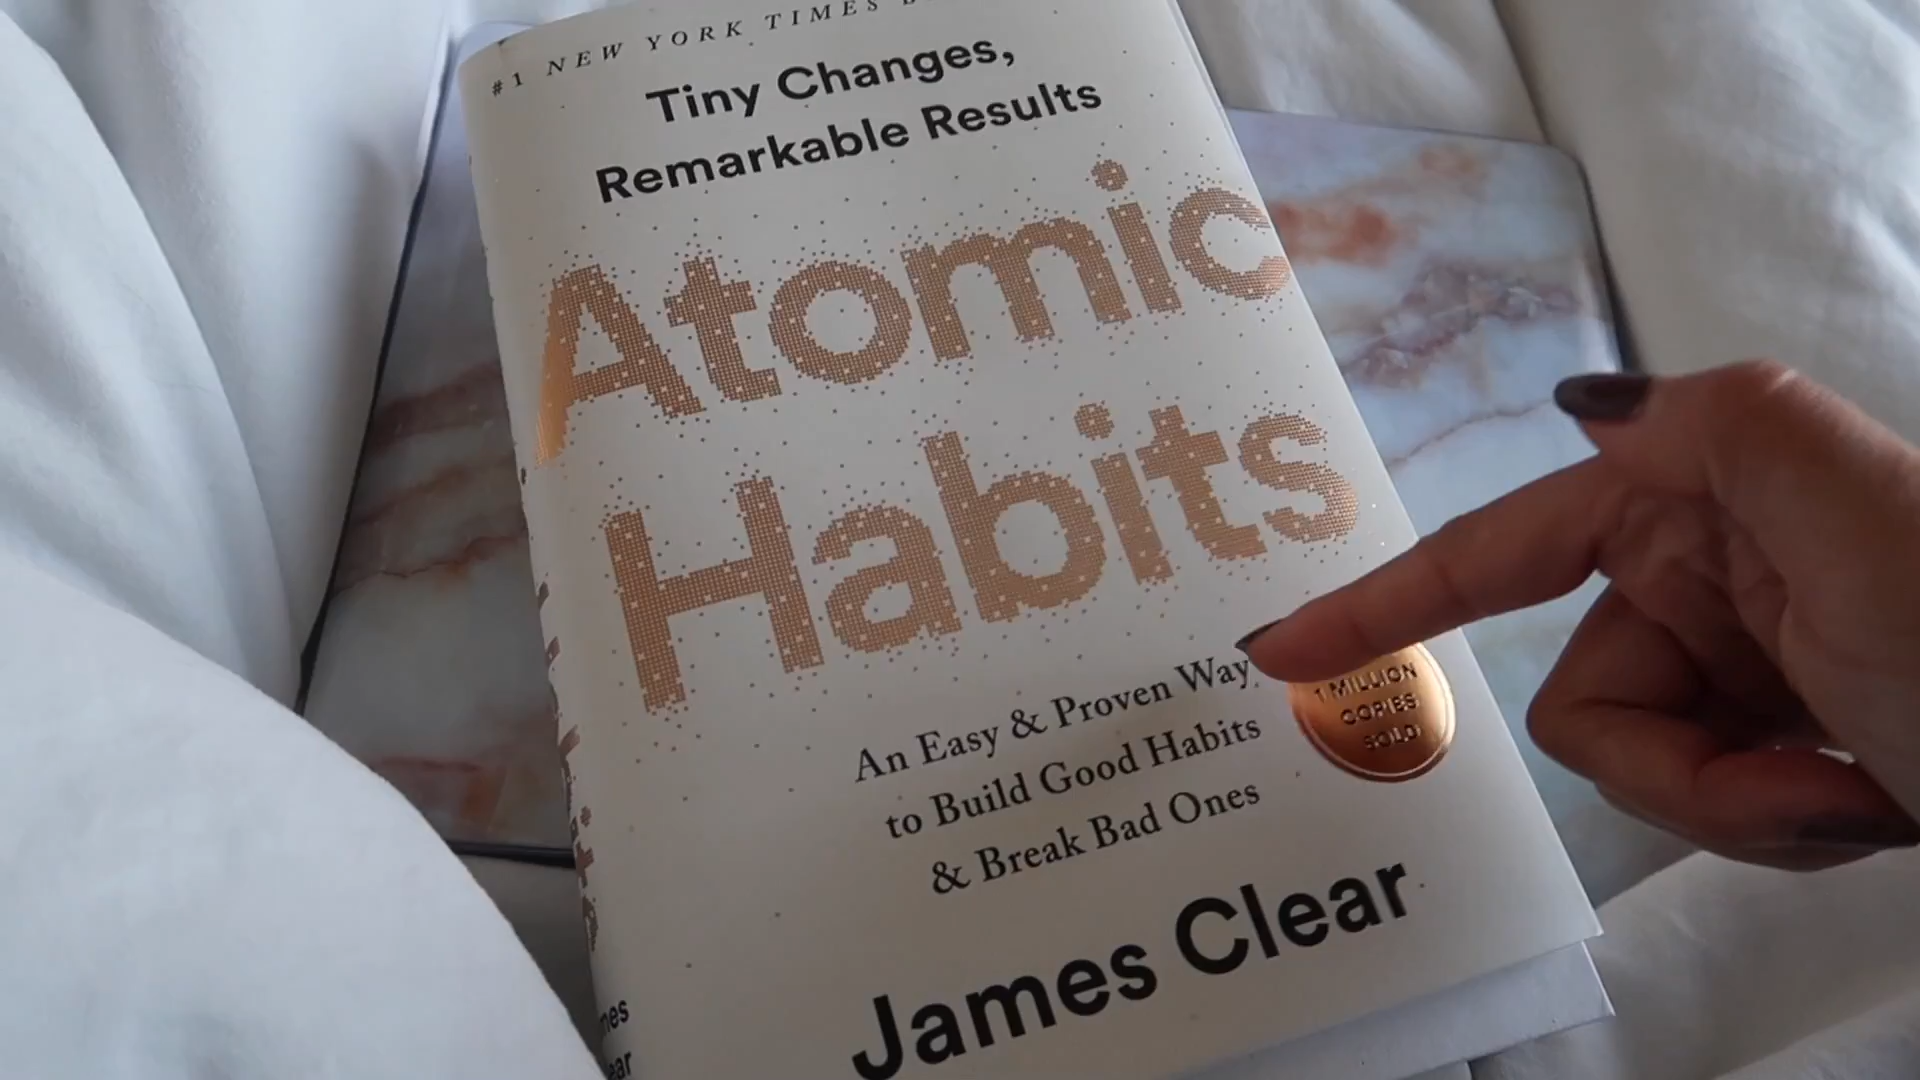 #1 NEW YORK TIMES
Tiny Changes,
Remarkable Results
Atomic
Habits
An Easy & Proven Way
to Build Good Habits
& Break Bad Ones
1 MILLION
COPIES
SOLD
James Clear